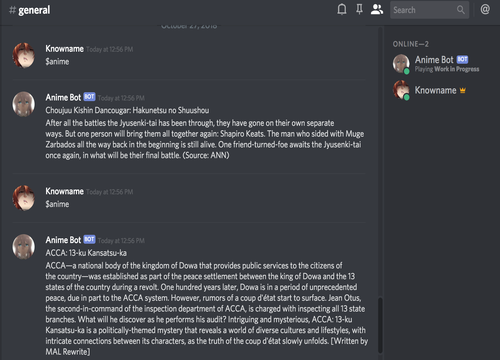 # general
Search
October 27, 2018
Knowname Today at 12:56 PM
$anime
Anime Bot BOT Today at 12:56 PM
Choujuu Kishin Dancougar: Hakunetsu no Shuushou
After all the battles the Jyusenki-tai has been through, they have gone on their own separate
ways. But one person will bring them all together again: Shapiro Keats. The man who sided with Muge
Zarbados all the way back in the beginning is still alive. One friend-turned-foe awaits the Jyusenki-tai
once again, in what will be their final battle. (Source: ANN)
Knowname Today at 12:56 PM
$anime
Anime Bot BOT Today at 12:56 PM
ACCA: 13-ku Kansatsu-ka
ACCA—a national body of the kingdom of Dowa that provides public services to the citizens of
the country—was established as part of the peace settlement between the king of Dowa and the 13
states of the country during a revolt. One hundred years later, Dowa is in a period of unprecedented
peace, due in part to the ACCA system. However, rumors of a coup d'état start to surface. Jean Otus,
the second-in-command of the inspection department of ACCA, is charged with inspecting all 13 state
branches. What will he discover as he performs his audit? Intriguing and mysterious, ACCA: 13-ku
Kansatsu-ka is a politically-themed mystery that reveals a world of diverse cultures and lifestyles, with
intricate connections between its characters, as the truth of the coup d'état slowly unfolds. [Written by
MAL Rewrite]
ONLINE—2
Anime Bot BOT
Playing Work In Progress
Knowname